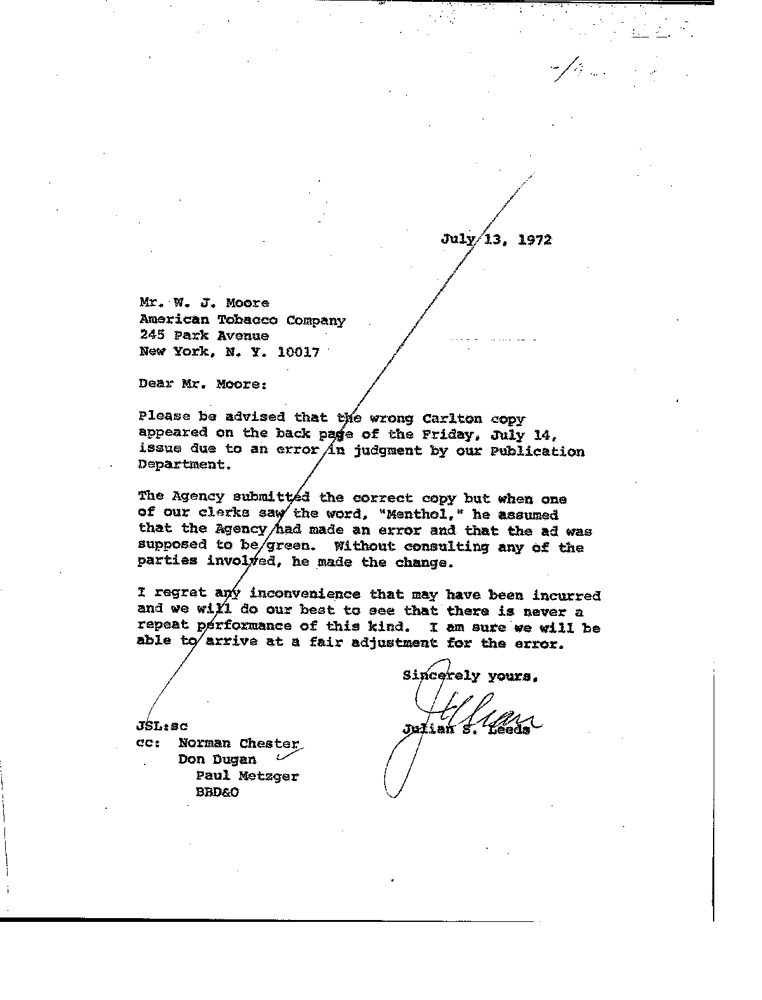 July 13, 1972
Mr. W. J. Moore
American Tobacco Company
245 Park Avenue
New York, N. Y. 10017
Dear Mr. Moore:
Please be advised that the wrong Carlton copy
appeared on the back page of the Friday, July 14,
issue due to an error in judgment by our Publication
Department.
The Agency submitted the correct copy but when one
of our clerks saw the word, "Menthol," he assumed
that the Agency had made an error and that the ad was
supposed to be green. Without consulting any of the
parties involved, he made the change.
I regret any inconvenience that may have been incurred
and we will do our best to see that there is never a
repeat performance of this kind. I am sure we will be
able to arrive at a fair adjustment for the error.
Sincerely yours,
Julian S. Leeds
JSL:sc
cc: Norman Chester
Don Dugan
Paul Metzger
BBD&O